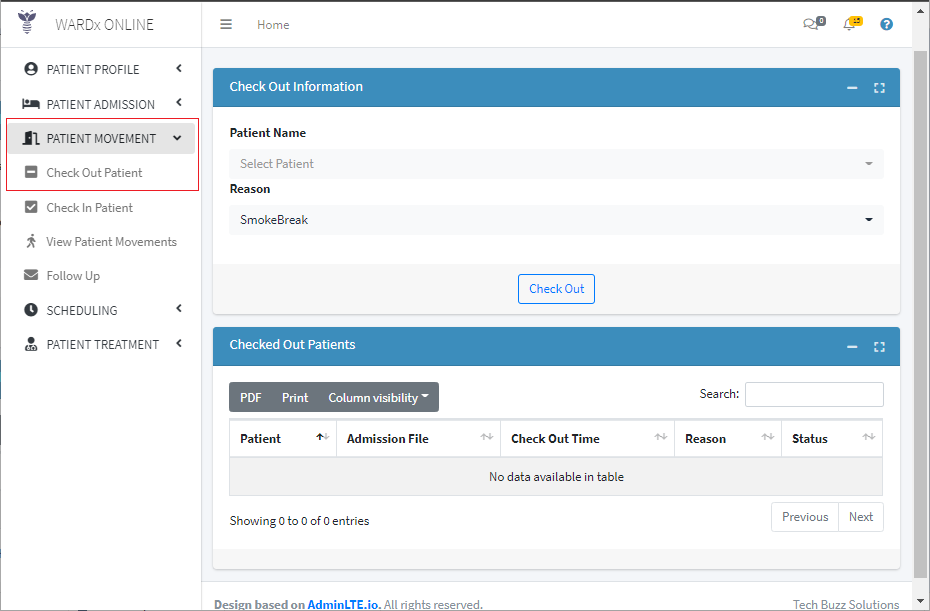 WARDx ONLINE
Home
0
15
PATIENT PROFILE
PATIENT ADMISSION
PATIENT MOVEMENT
Check Out Patient
Check In Patient
View Patient Movements
Follow Up
SCHEDULING
PATIENT TREATMENT
Check Out Information
Patient Name
Select Patient
Reason
SmokeBreak
Check Out
Checked Out Patients
PDF Print Column visibility
Search:
Patient Admission File Check Out Time Reason Status
No data available in table
Showing 0 to 0 of 0 entries
Previous Next
Design based on AdminLTE.io. All rights reserved.
Tech Buzz Solutions